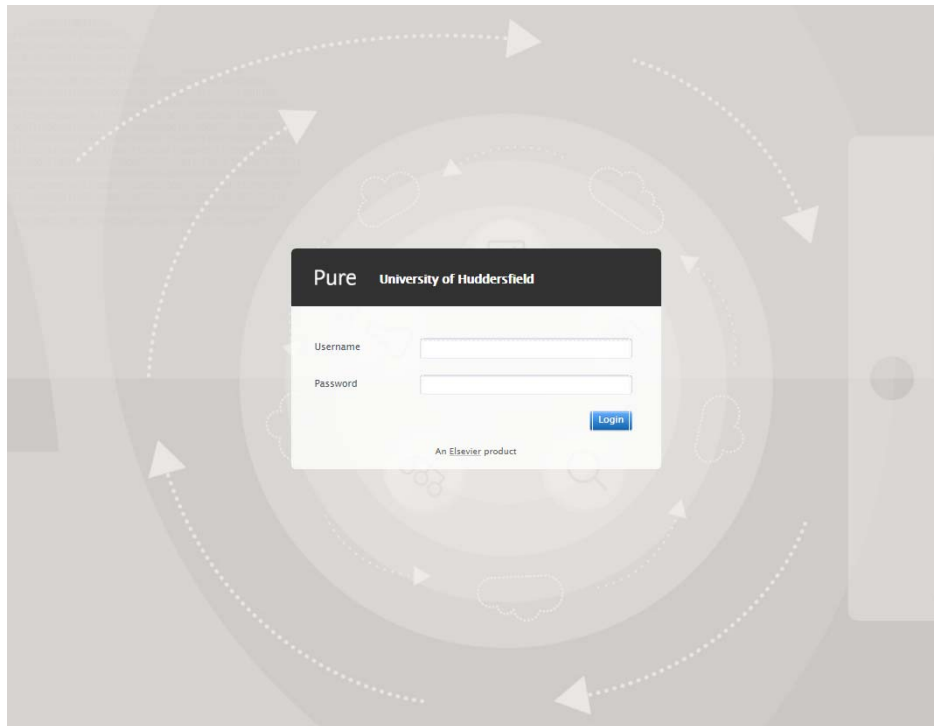 Pure University of Huddersfield
Username
Password
Login
An Elsevier product